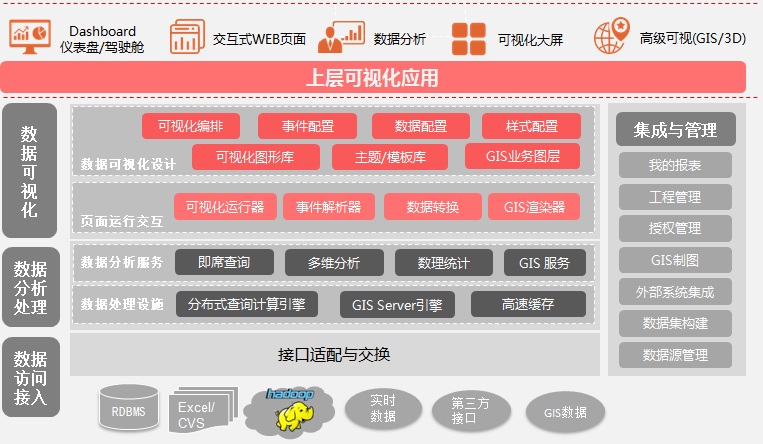 Dashboard
仪表盘/驾驶舱
交互式WEB页面
数据分析
可视化大屏
高级可视(GIS/3D)
上层可视化应用
数据可视化
可视化编排
事件配置
数据配置
样式配置
数据可视化设计
可视化图形库
主题/模板库
GIS业务图层
页面运行交互
可视化运行器
事件解析器
数据转换
GIS渲染器
数据
分析
处理
数据分析服务
即席查询
多维分析
数理统计
GIS 服务
数据处理设施
分布式查询计算引擎
GIS Server引擎
高速缓存
数据
访问
接入
接口适配与交换
集成与管理
我的报表
工程管理
授权管理
GIS制图
外部系统集成
数据集构建
数据源管理
RDBMS
Excel/
CVS
hadoop
实时
数据
第三方
接口
GIS数据